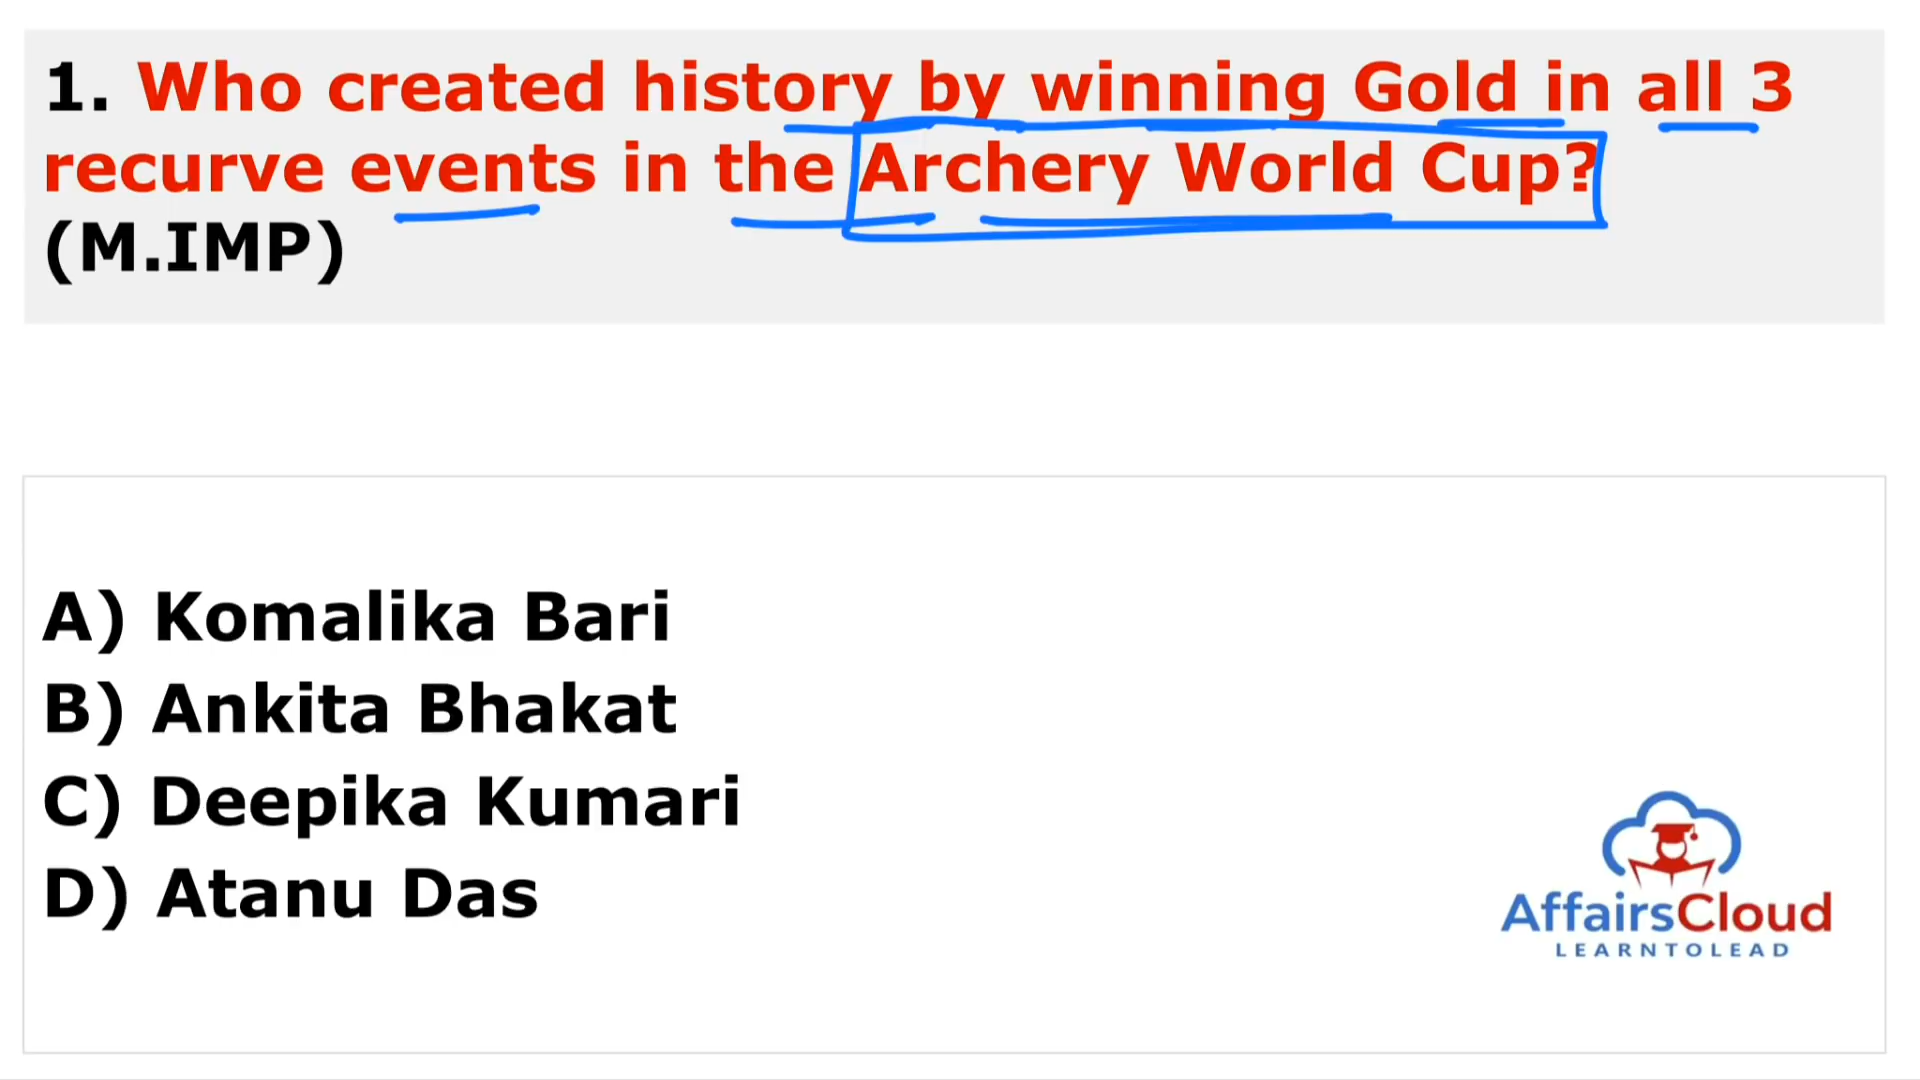 1. Who created history by winning Gold in all 3
recurve events in the Archery World Cup?
(M.IMP)
A) Komalika Bari
B) Ankita Bhakat
C) Deepika Kumari
D) Atanu Das
AffairsCloud
LEARNTOLEAD